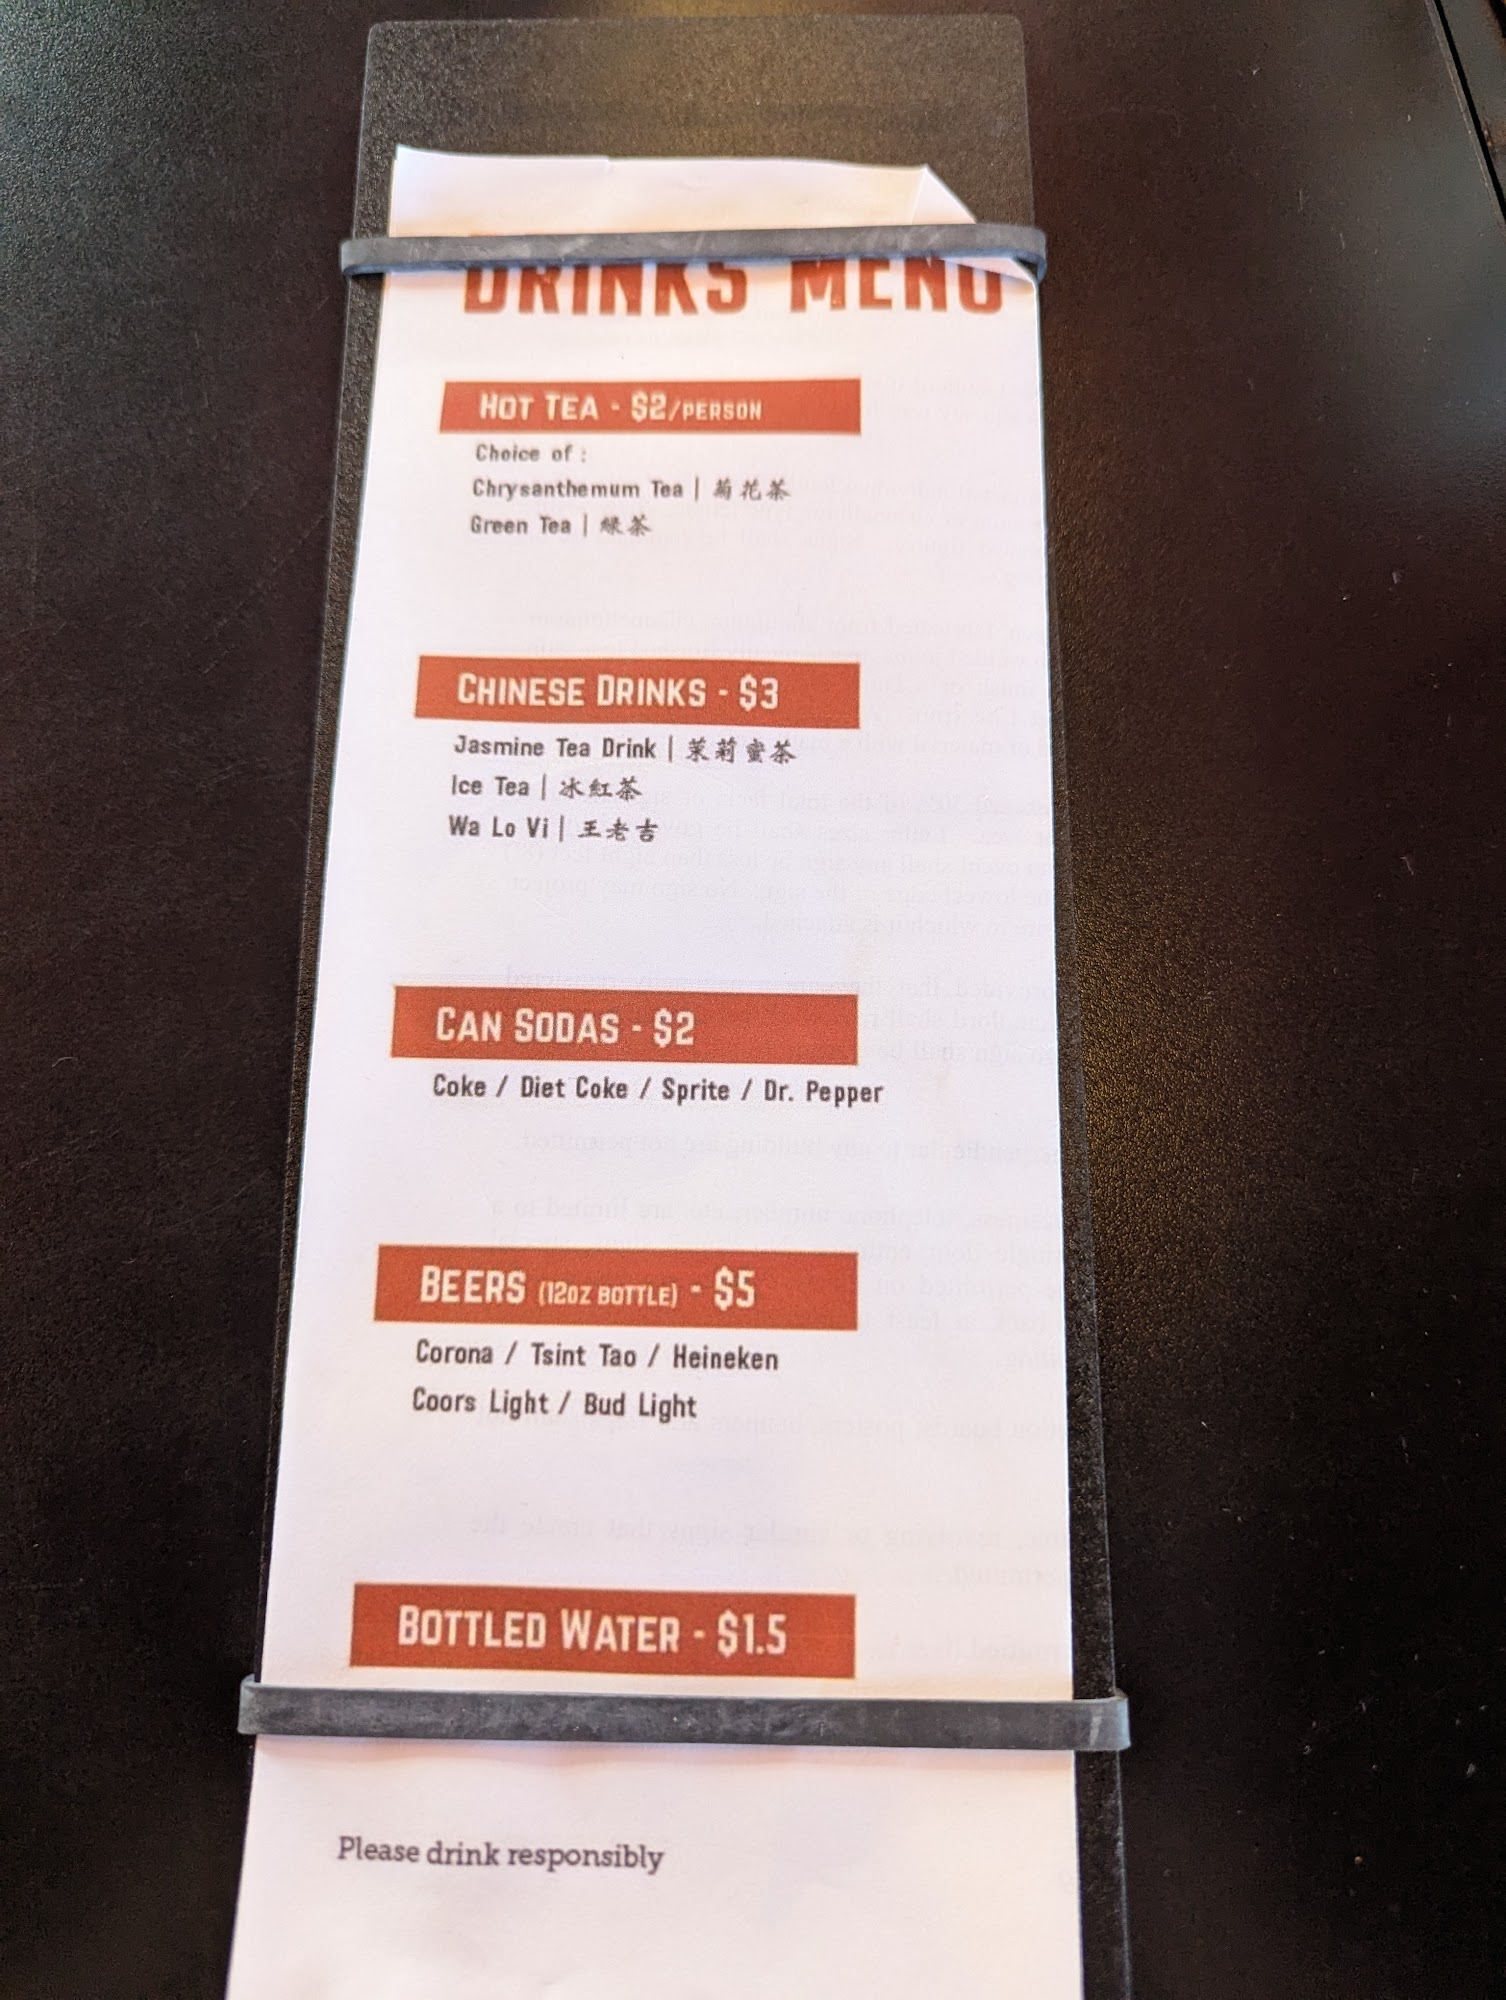 DRINKS MENU
HOT TEA - $2/PERSON
Choice of :
Chrysanthemum Tea | 菊花茶
Green Tea | 綠茶
CHINESE DRINKS - $3
Jasmine Tea Drink | 茉莉蜜茶
Ice Tea | 冰紅茶
Wa Lo Vi | 王老吉
CAN SODAS - $2
Coke / Diet Coke / Sprite / Dr. Pepper
BEERS (12OZ BOTTLE) - $5
Corona / Tsint Tao / Heineken
Coors Light / Bud Light
BOTTLED WATER - $1.5
Please drink responsibly